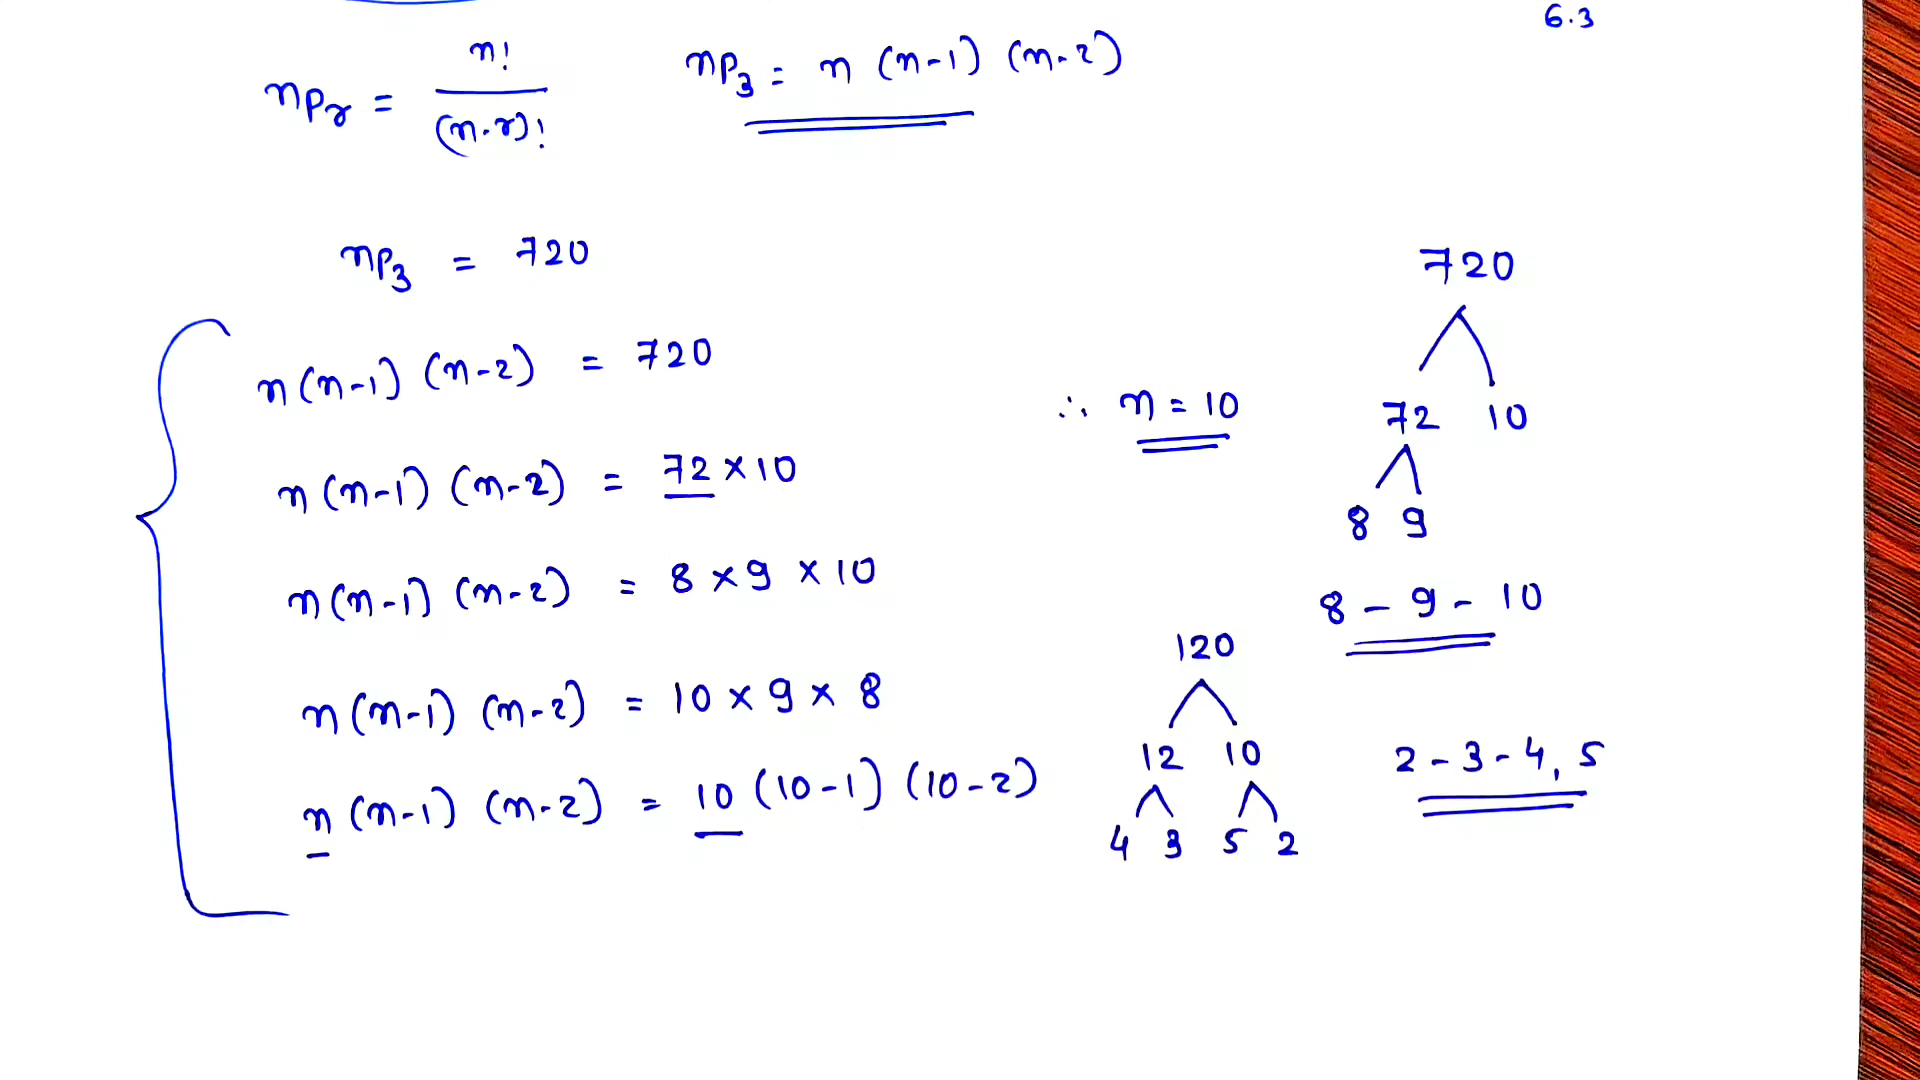 6.3
nPr = n! / (n-r)!
nP3 = n (n-1) (n-2)
nP3 = 720
n(n-1) (n-2) = 720
n(n-1) (n-2) = 72 × 10
n(n-1) (n-2) = 8 × 9 × 10
n(n-1) (n-2) = 10 × 9 × 8
n(n-1) (n-2) = 10 (10-1) (10-2)
∴ n = 10
720
72 10
8 9
8 - 9 - 10
120
12 10
4 3 5 2
2 - 3 - 4, 5